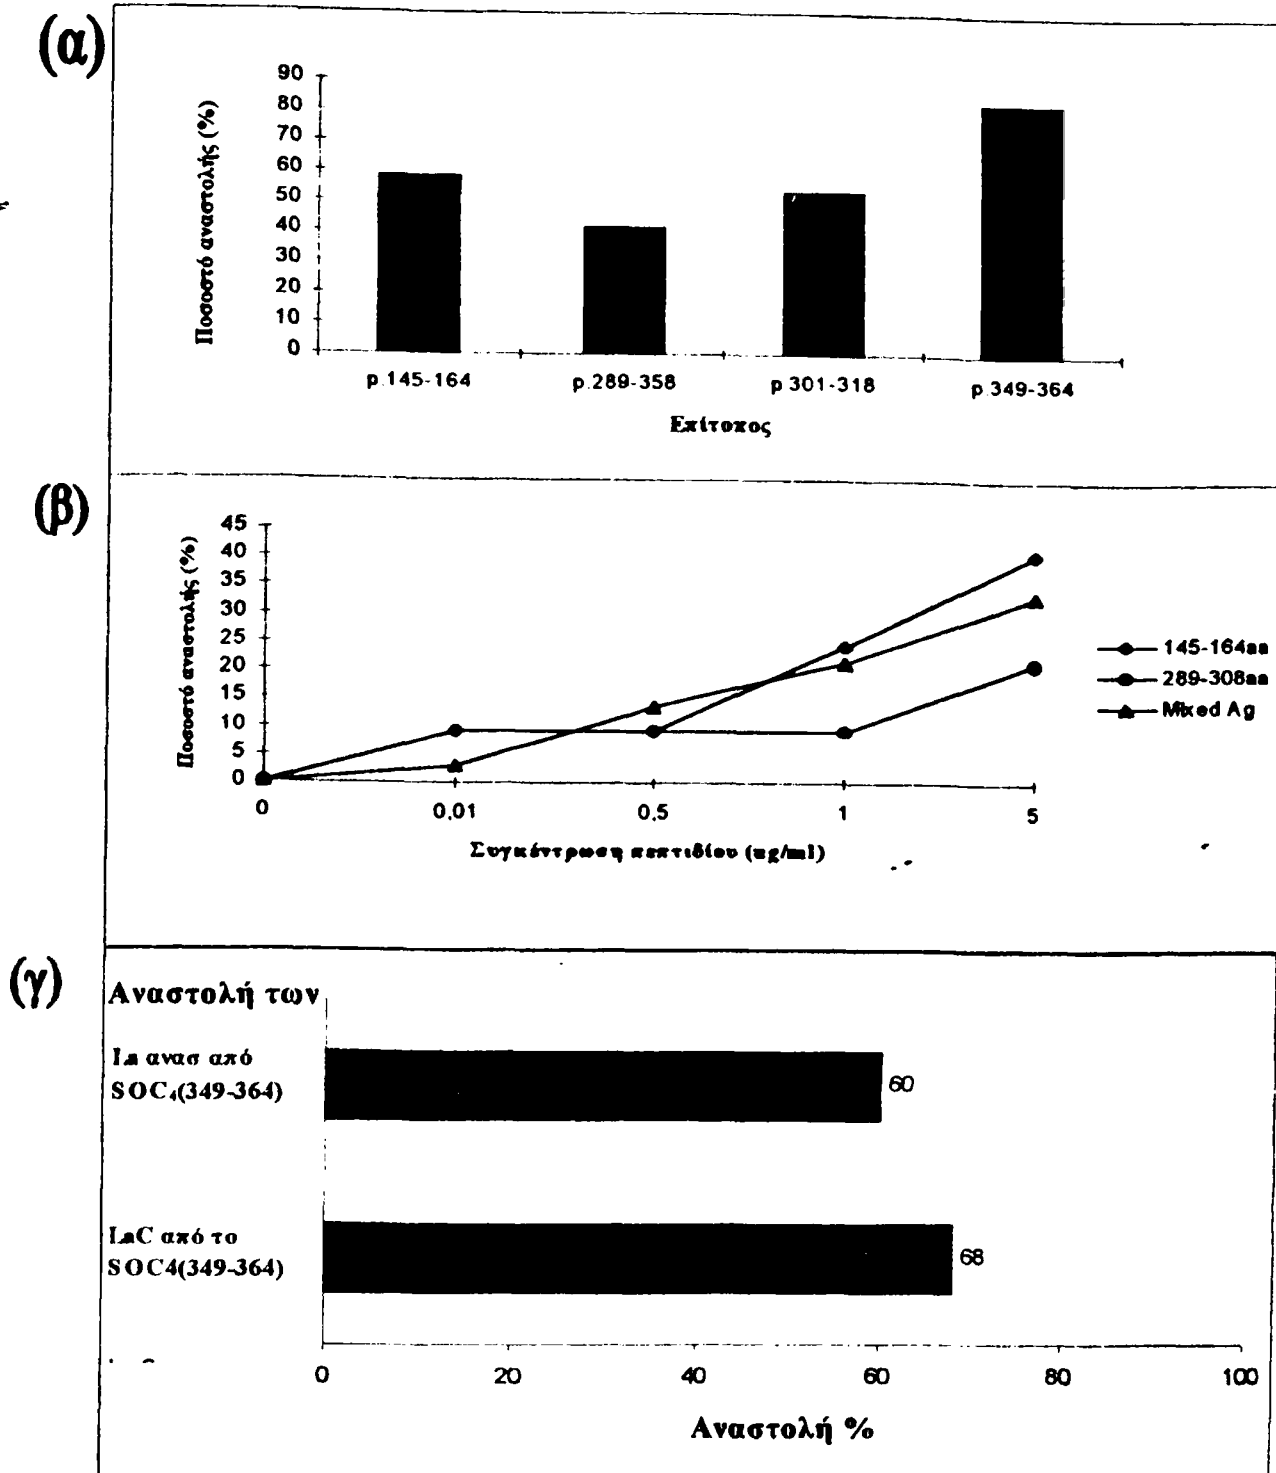 (α)
Ποσοστό αναστολής (%)
90
80
70
60
50
40
30
20
10
0
p.145-164
p.289-358
p 301-318
p.349-364
Επίτοπος
(β)
Ποσοστό αναστολής (%)
45
40
35
30
25
20
15
10
5
0
0
0,01
0,5
1
5
Συγκέντρωση πεπτιδίου (ug/ml)
145-164aa
289-308aa
Mixed Ag
(γ)
Αναστολή των
La ανασ από
SOC₄(349-364)
60
LaC από το
SOC4(349-364)
68
0
20
40
60
80
100
Αναστολή %